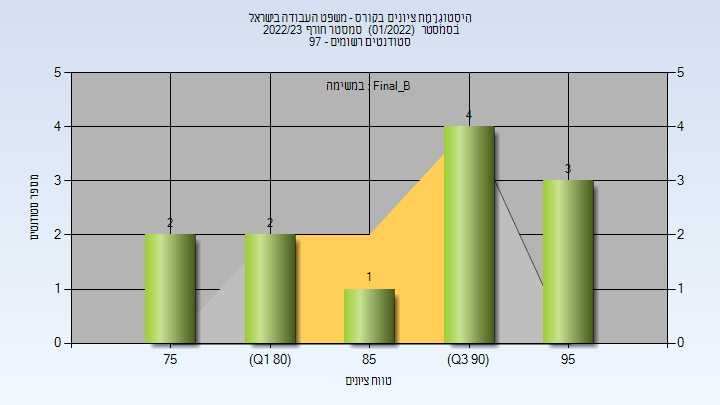 היסטוגרמת ציונים בקורס - משפט העבודה בישראל
בסמסטר (01/2022) סמסטר חורף 2022/23
סטודנטים רשומים - 97
במשימה : Final_B
מספר סטודנטים
5 5
4 4
3 3
2 2
1 1
0 0
2 2 1 4 3
75 (Q1 80) 85 (Q3 90) 95
טווח ציונים